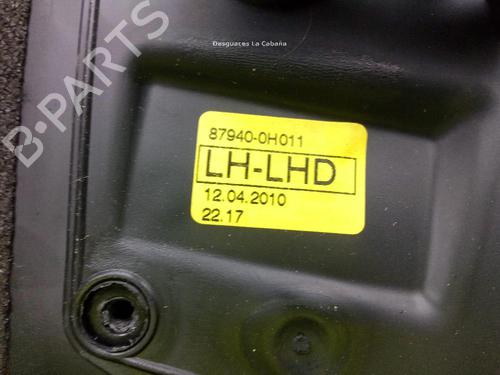 Desguaces La Cabaña
B-PARTS
87940-0H011
LH-LHD
12.04.2010
22.17